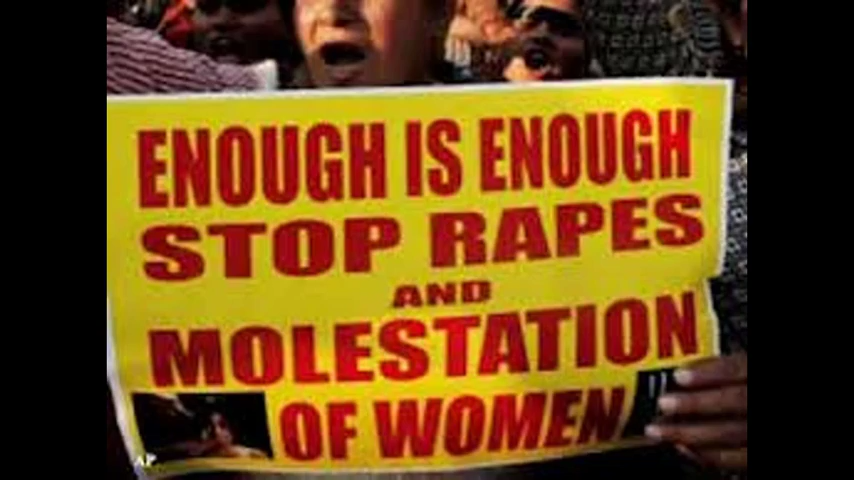 ENOUGH IS ENOUGH
STOP RAPES
AND
MOLESTATION
OF WOMEN
AP